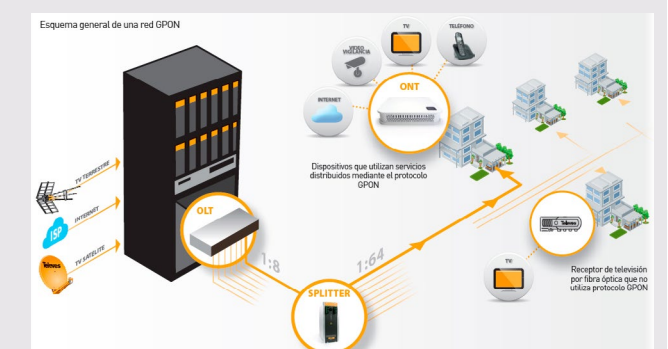 Esquema general de una red GPON
TV
TELÉFONO
VIDEO
VIGILANCIA
ONT
INTERNET
Dispositivos que utilizan servicios
distribuidos mediante el protocolo
GPON
TV TERRESTRE
INTERNET
ISP
TV SATÉLITE
Televes
OLT
1:8
1:64
SPLITTER
Televes
TV
Receptor de televisión
por fibra óptica que no
utiliza protocolo GPON